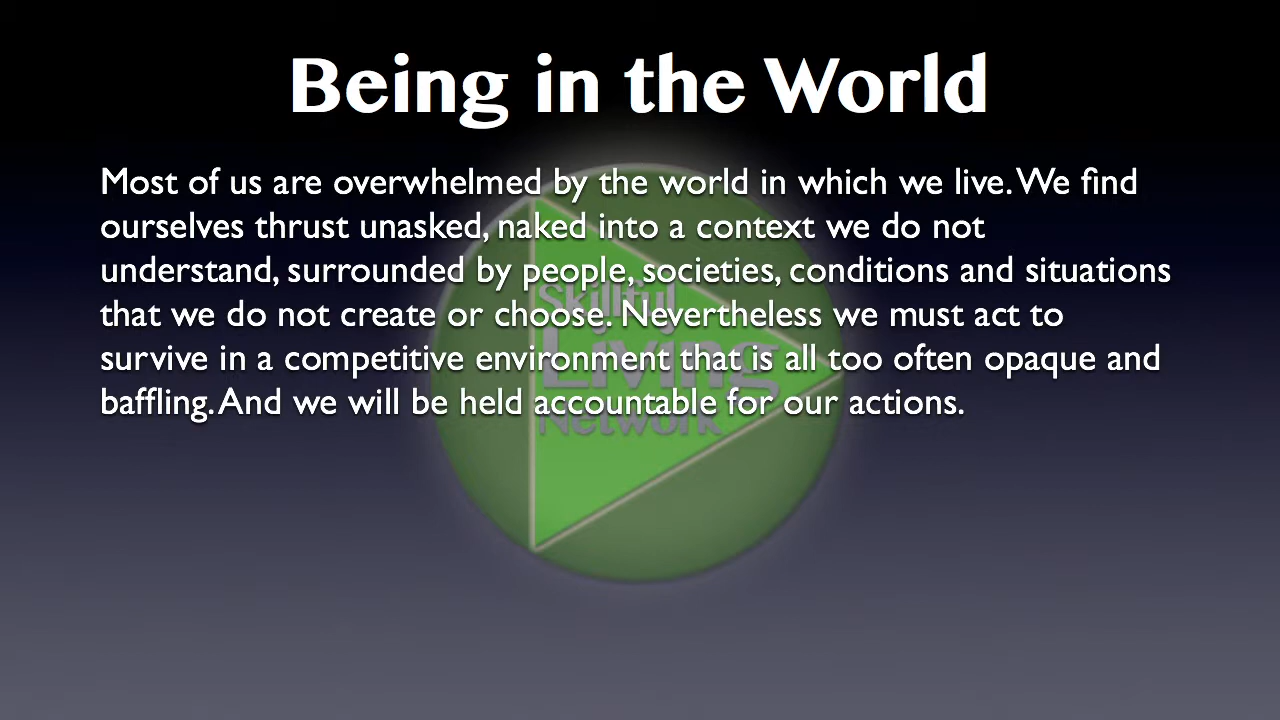 Being in the World
Most of us are overwhelmed by the world in which we live. We find
ourselves thrust unasked, naked into a context we do not
understand, surrounded by people, societies, conditions and situations
that we do not create or choose. Nevertheless we must act to
survive in a competitive environment that is all too often opaque and
baffling. And we will be held accountable for our actions.
Skillful
Living
Network